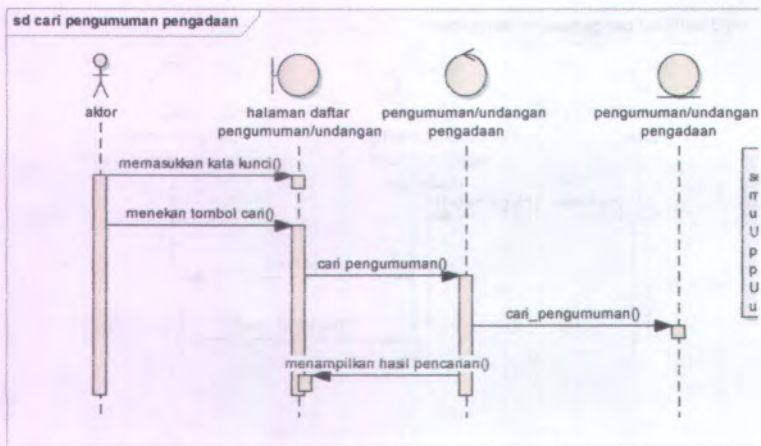 sd cari pengumuman pengadaan
aktor
halaman daftar
pengumuman/undangan
pengumuman/undangan
pengadaan
pengumuman/undangan
pengadaan
memasukkan kata kunci()
menekan tombol cari()
cari pengumuman()
cari_pengumuman()
menampilkan hasil pencarian()